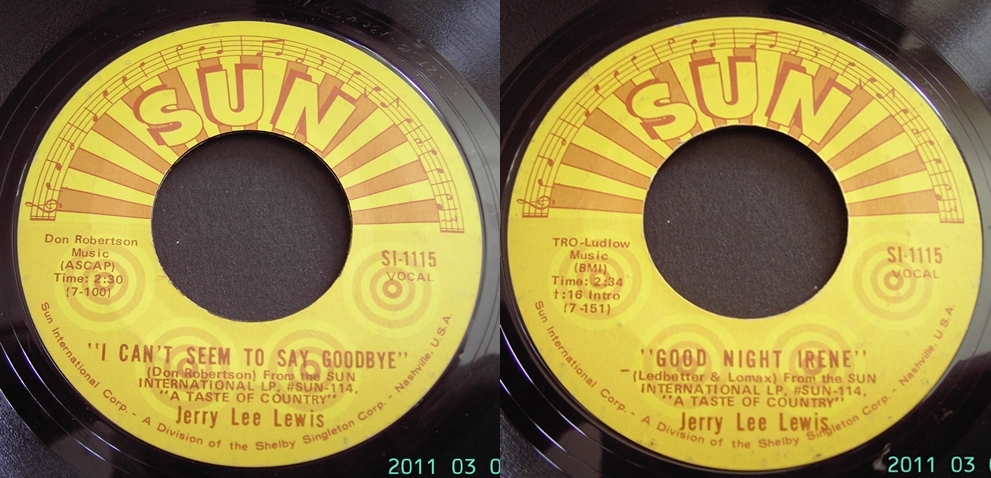 SUN
Don Robertson
Music
(ASCAP)
Time: 2:30
(7-100)
SI-1115
VOCAL
"I CAN'T SEEM TO SAY GOODBYE"
(Don Robertson) From the SUN
INTERNATIONAL LP, #SUN-114,
"A TASTE OF COUNTRY"
Jerry Lee Lewis
Sun International Corp. - A Division of the Shelby Singleton Corp. - Nashville, U.S.A.
2011 03 0
SUN
TRO-Ludlow
Music
(BMI)
Time: 2:34
†:16 Intro
(7-151)
SI-1115
VOCAL
"GOOD NIGHT IRENE"
(Ledbetter & Lomax) From the SUN
INTERNATIONAL LP, #SUN-114,
"A TASTE OF COUNTRY"
Jerry Lee Lewis
Sun International Corp. - A Division of the Shelby Singleton Corp. - Nashville, U.S.A.
2011 03